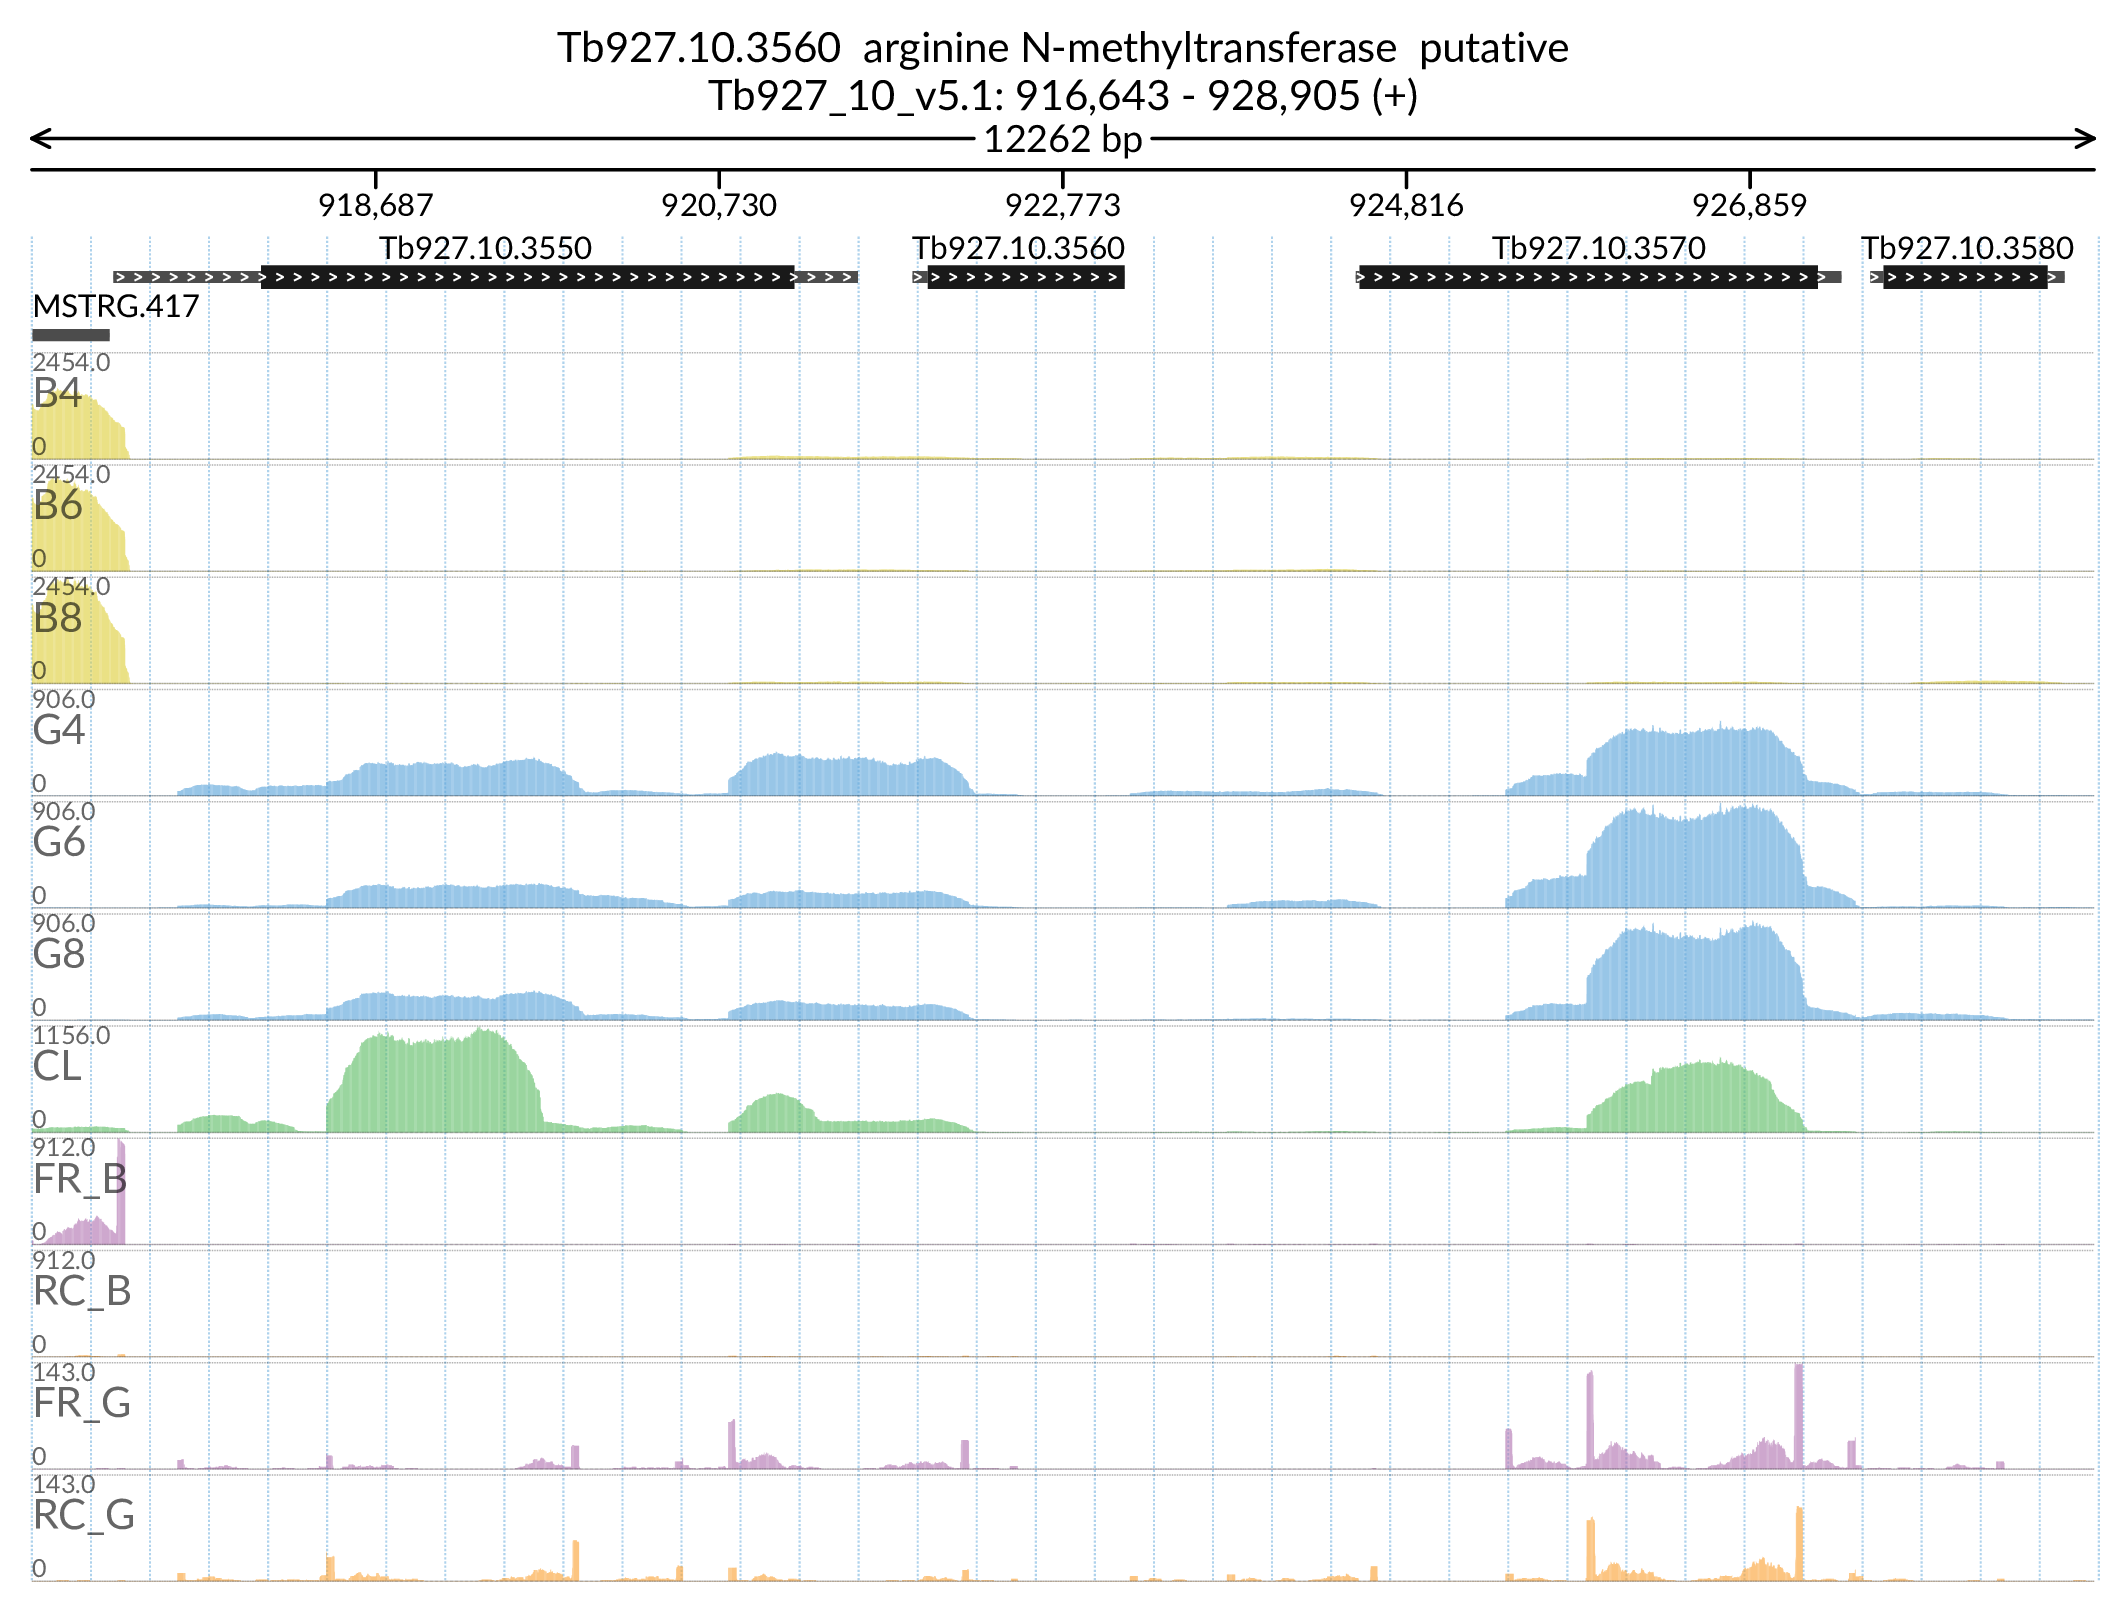 Tb927.10.3560 arginine N-methyltransferase putative
Tb927_10_v5.1: 916,643 - 928,905 (+)
12262 bp
918,687 920,730 922,773 924,816 926,859
Tb927.10.3550 Tb927.10.3560 Tb927.10.3570 Tb927.10.3580
MSTRG.417
2454.0
B4
0
2454.0
B6
0
2454.0
B8
0
906.0
G4
0
906.0
G6
0
906.0
G8
0
1156.0
CL
0
912.0
FR_B
0
912.0
RC_B
0
143.0
FR_G
0
143.0
RC_G
0